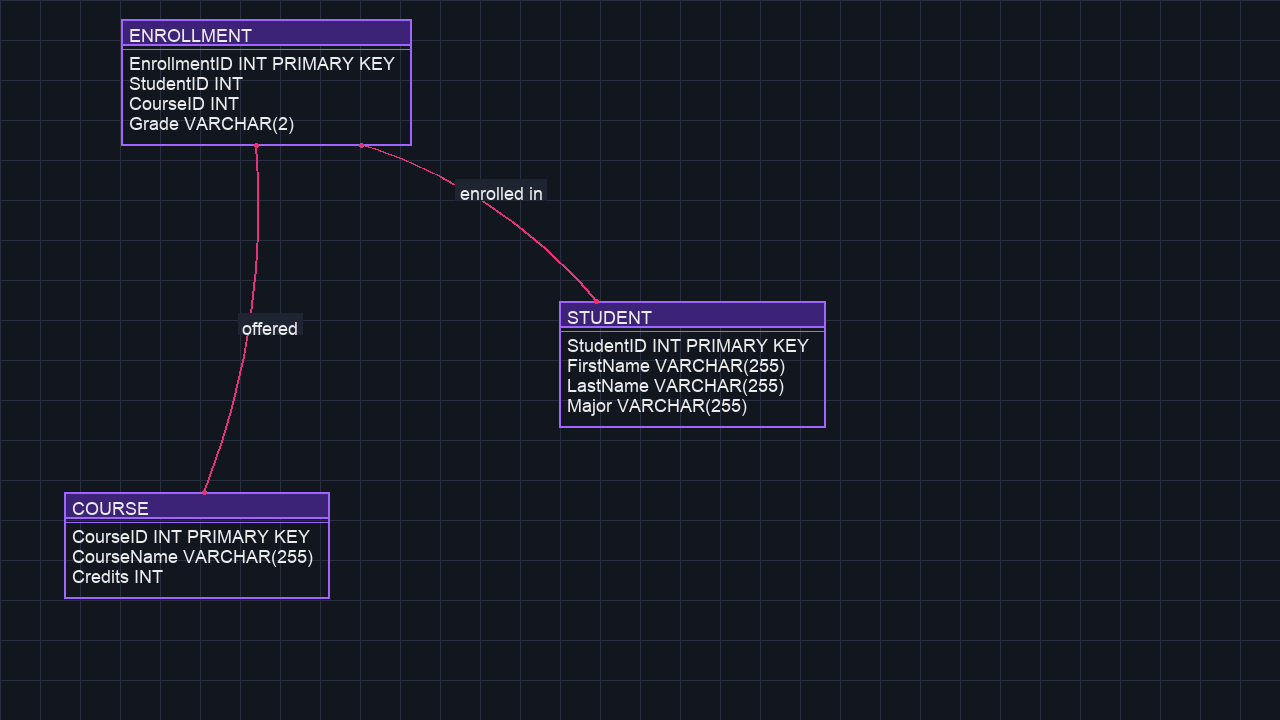 ENROLLMENT
EnrollmentID INT PRIMARY KEY
StudentID INT
CourseID INT
Grade VARCHAR(2)
enrolled in
offered
STUDENT
StudentID INT PRIMARY KEY
FirstName VARCHAR(255)
LastName VARCHAR(255)
Major VARCHAR(255)
COURSE
CourseID INT PRIMARY KEY
CourseName VARCHAR(255)
Credits INT